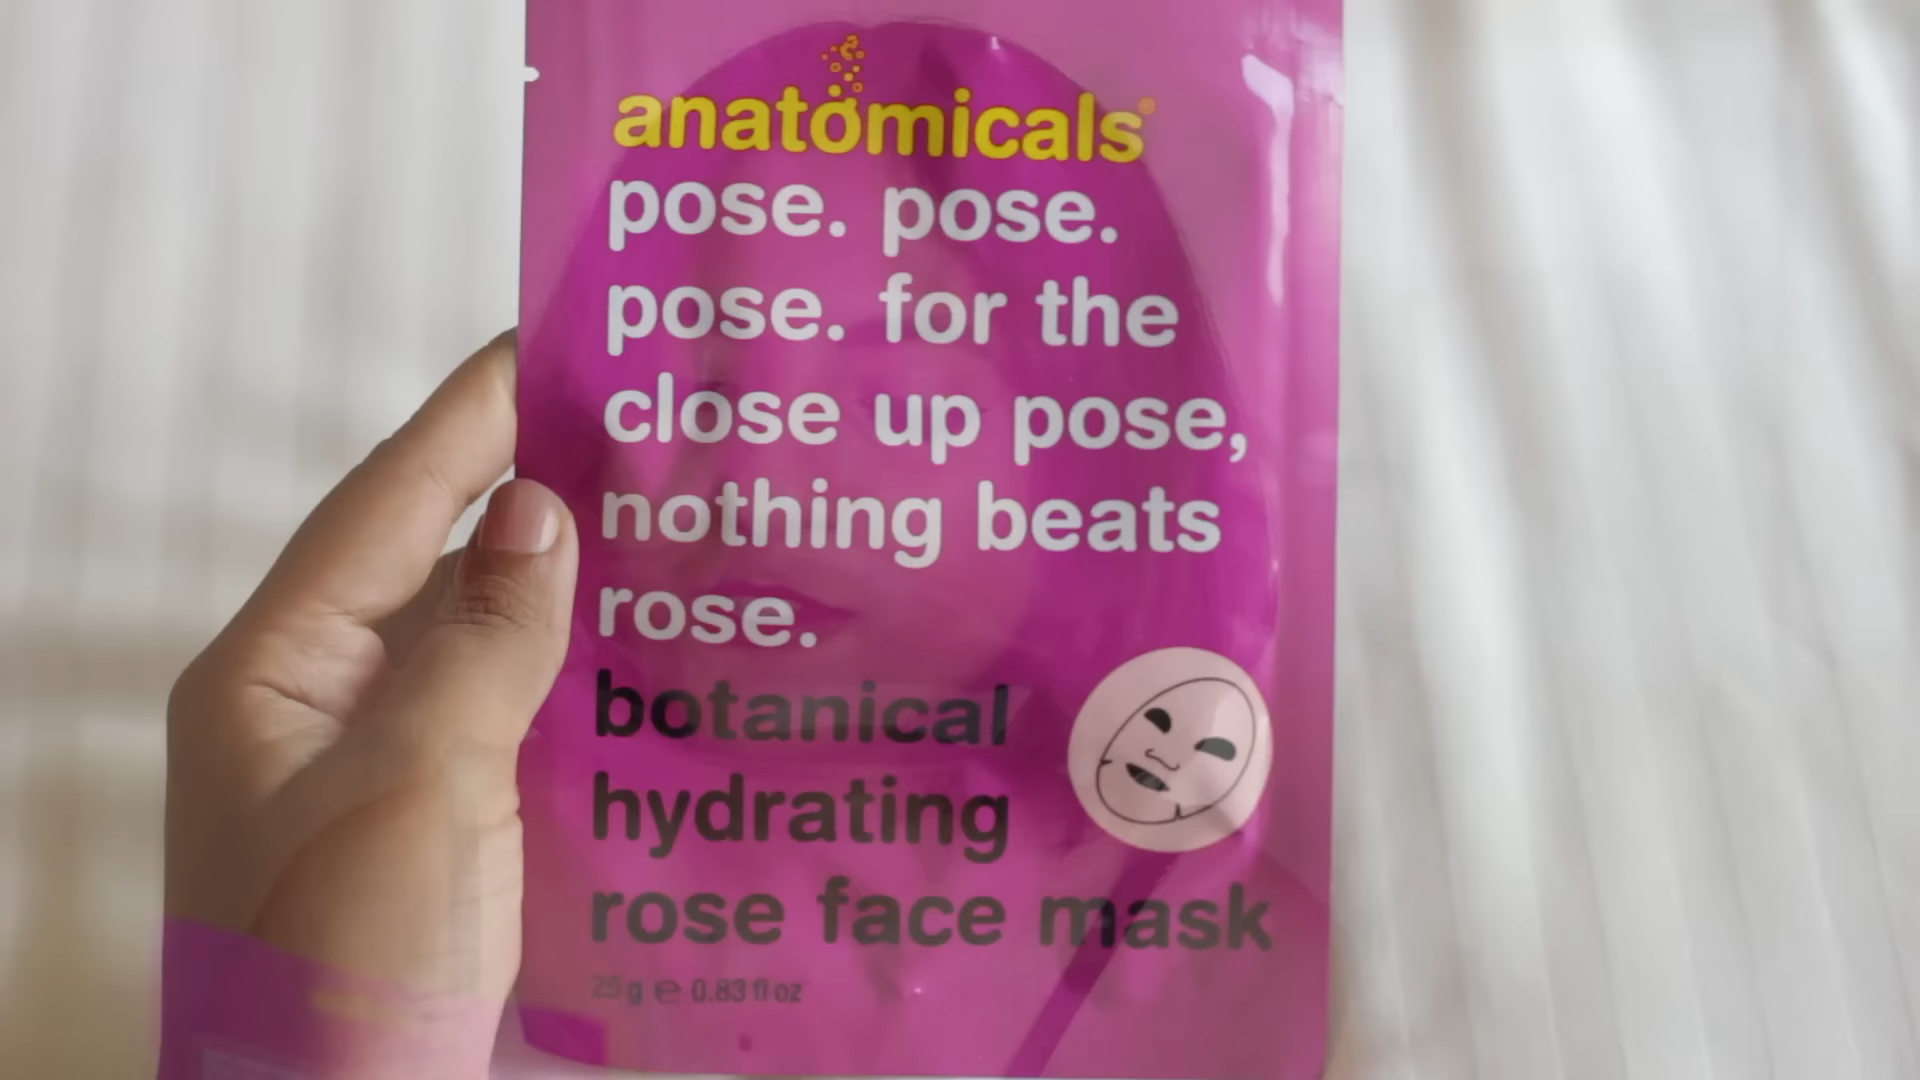 anatomicals
pose. pose.
pose. for the
close up pose,
nothing beats
rose.
botanical
hydrating
rose face mask
25g ℮ 0.83 fl oz